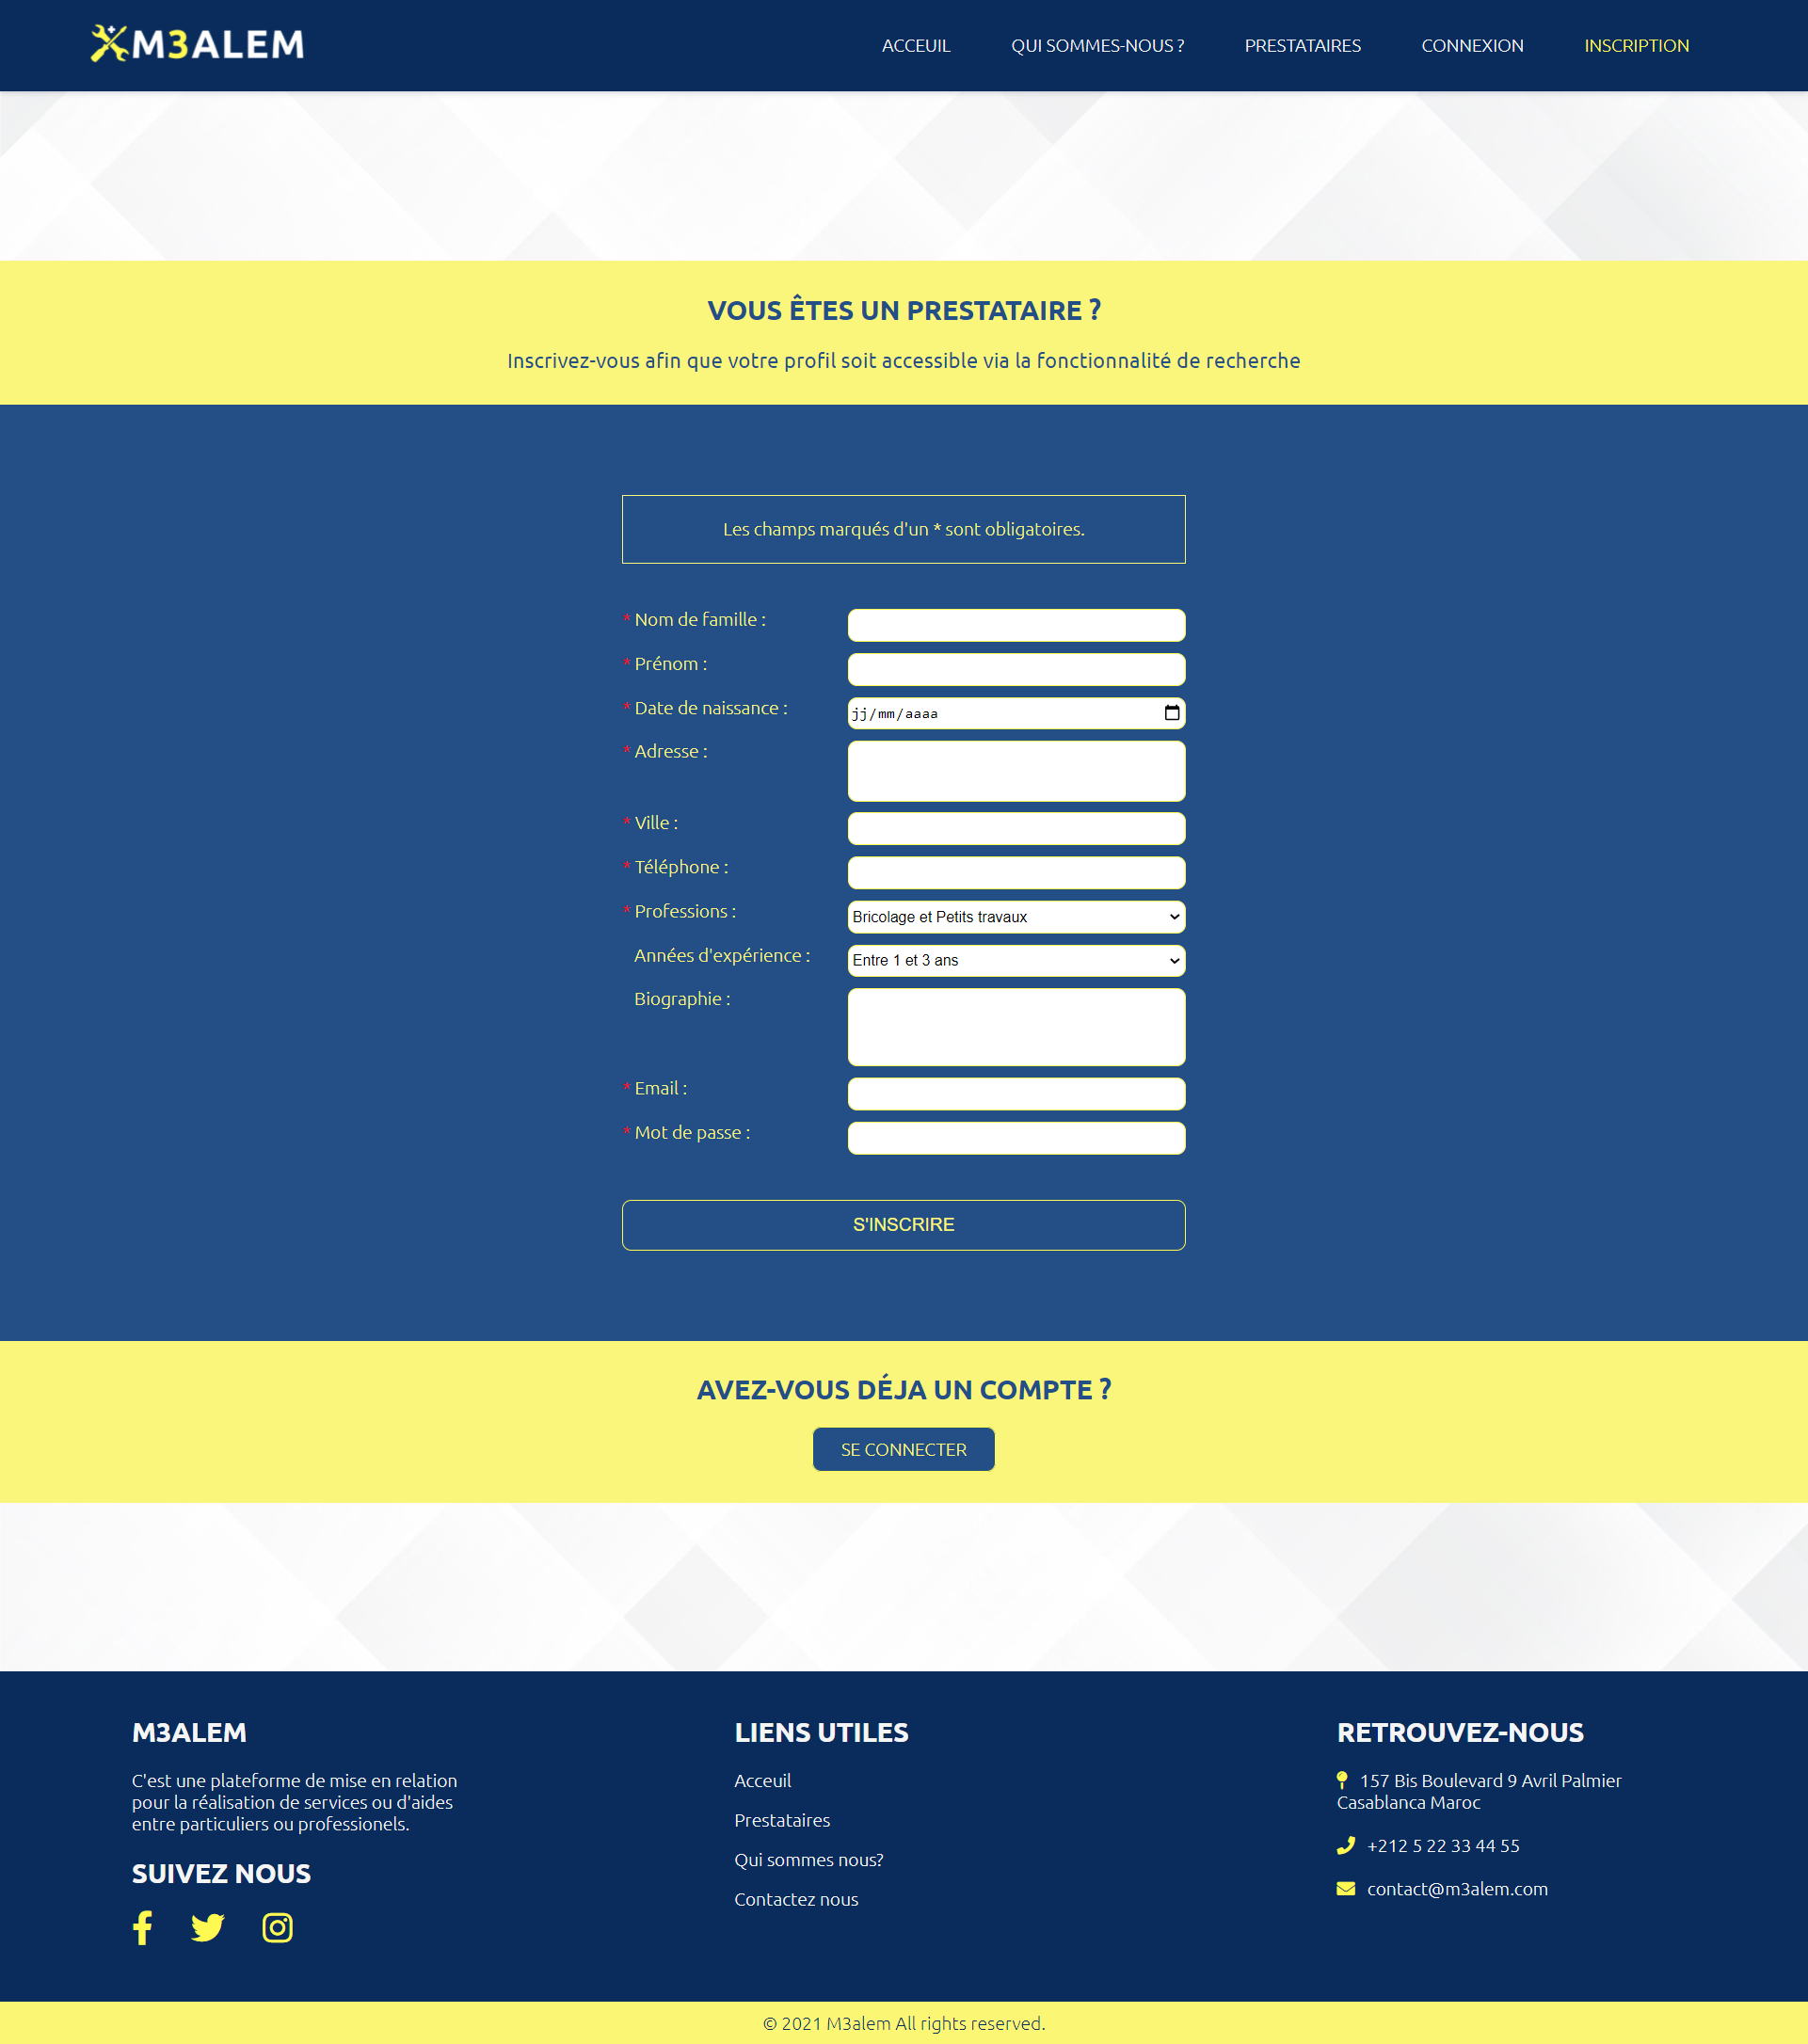 M3ALEM
ACCEUIL
QUI SOMMES-NOUS ?
PRESTATAIRES
CONNEXION
INSCRIPTION
VOUS ÊTES UN PRESTATAIRE ?
Inscrivez-vous afin que votre profil soit accessible via la fonctionnalité de recherche
Les champs marqués d'un * sont obligatoires.
* Nom de famille :
* Prénom :
* Date de naissance :
jj/mm/aaaa
* Adresse :
* Ville :
* Téléphone :
* Professions :
Bricolage et Petits travaux
Années d'expérience :
Entre 1 et 3 ans
Biographie :
* Email :
* Mot de passe :
S'INSCRIRE
AVEZ-VOUS DÉJA UN COMPTE ?
SE CONNECTER
M3ALEM
C'est une plateforme de mise en relation
pour la réalisation de services ou d'aides
entre particuliers ou professionels.
SUIVEZ NOUS
LIENS UTILES
Acceuil
Prestataires
Qui sommes nous?
Contactez nous
RETROUVEZ-NOUS
157 Bis Boulevard 9 Avril Palmier
Casablanca Maroc
+212 5 22 33 44 55
contact@m3alem.com
© 2021 M3alem All rights reserved.